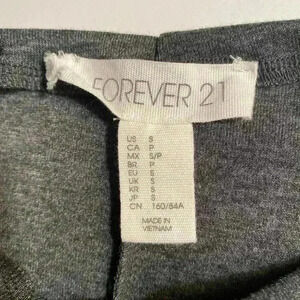 FOREVER 21
US S
CA P
MX S/P
BR P
EU S
UK S
KR S
JP S
CN 160/84A
MADE IN
VIETNAM